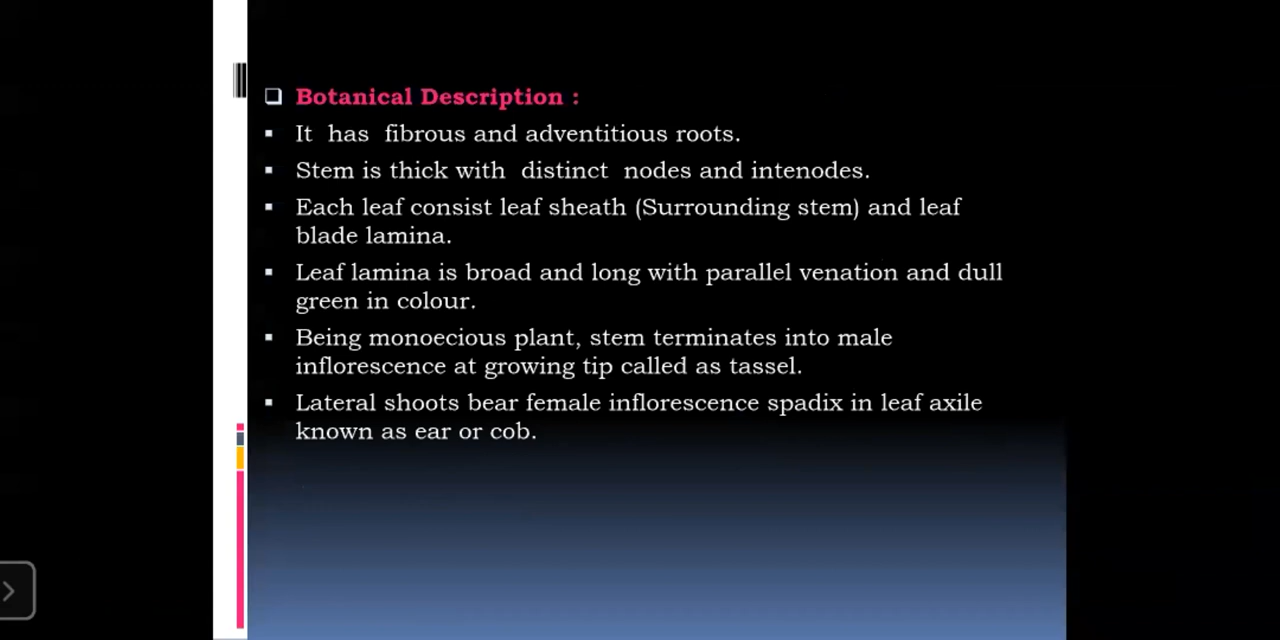 ❑ Botanical Description :
▪ It has fibrous and adventitious roots.
▪ Stem is thick with distinct nodes and intenodes.
▪ Each leaf consist leaf sheath (Surrounding stem) and leaf
blade lamina.
▪ Leaf lamina is broad and long with parallel venation and dull
green in colour.
▪ Being monoecious plant, stem terminates into male
inflorescence at growing tip called as tassel.
▪ Lateral shoots bear female inflorescence spadix in leaf axile
known as ear or cob.